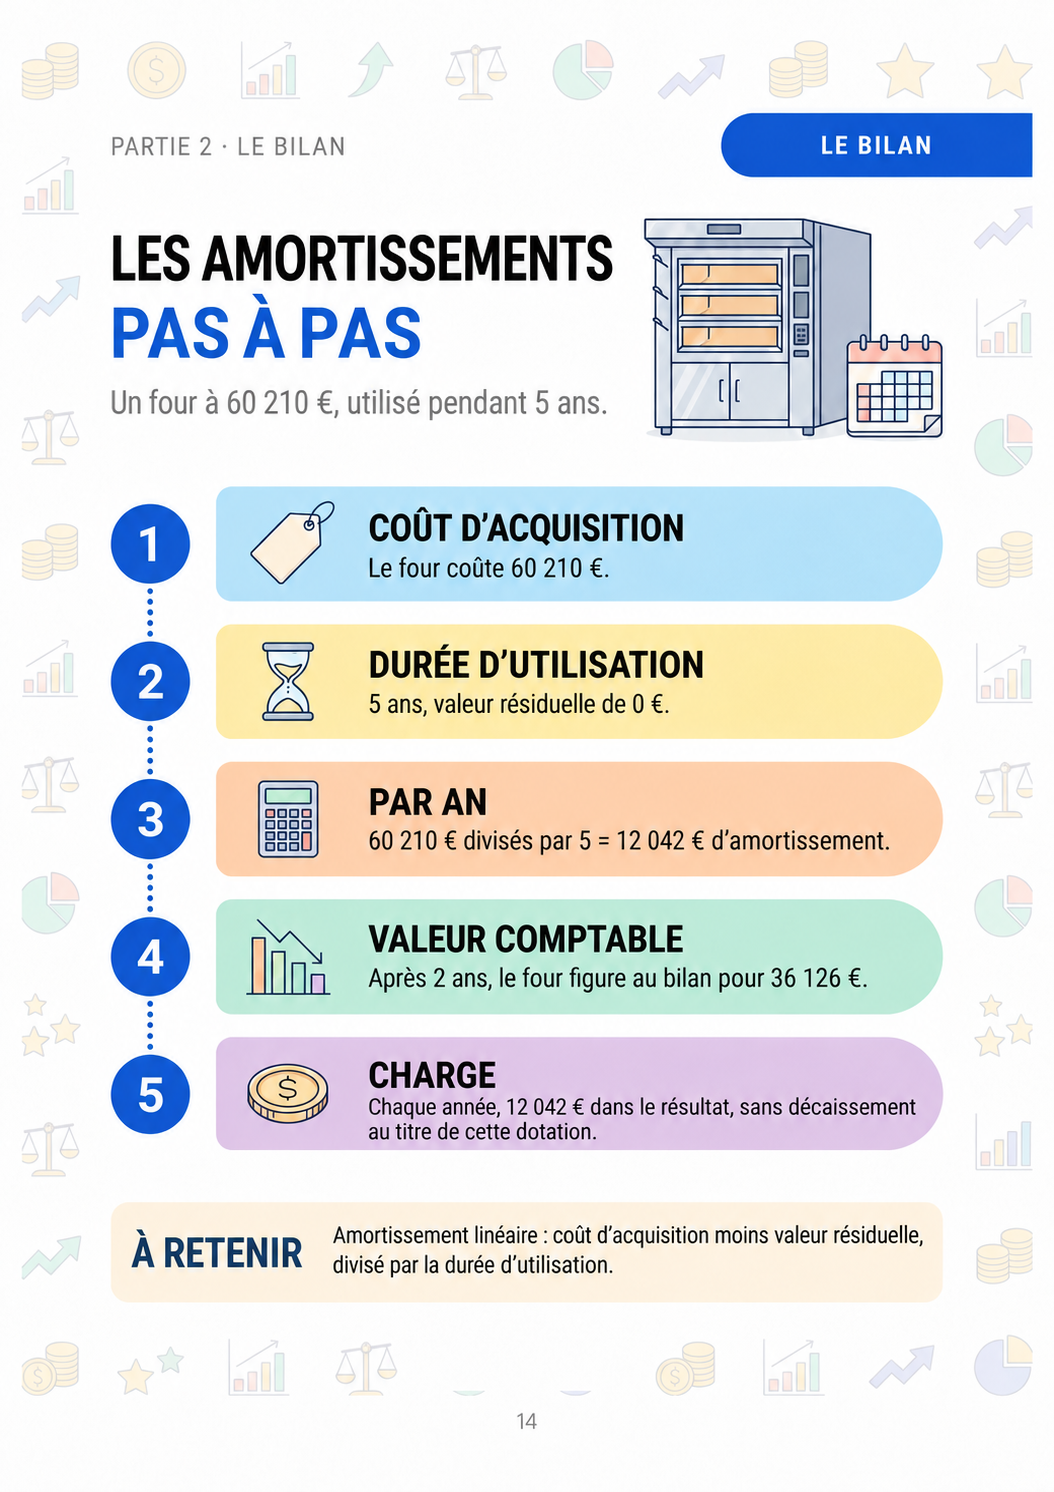 PARTIE 2 · LE BILAN
LE BILAN
LES AMORTISSEMENTS
PAS À PAS
Un four à 60 210 €, utilisé pendant 5 ans.
1
COÛT D’ACQUISITION
Le four coûte 60 210 €.
2
DURÉE D’UTILISATION
5 ans, valeur résiduelle de 0 €.
3
PAR AN
60 210 € divisés par 5 = 12 042 € d’amortissement.
4
VALEUR COMPTABLE
Après 2 ans, le four figure au bilan pour 36 126 €.
5
CHARGE
Chaque année, 12 042 € dans le résultat, sans décaissement
au titre de cette dotation.
À RETENIR
Amortissement linéaire : coût d’acquisition moins valeur résiduelle,
divisé par la durée d’utilisation.
14